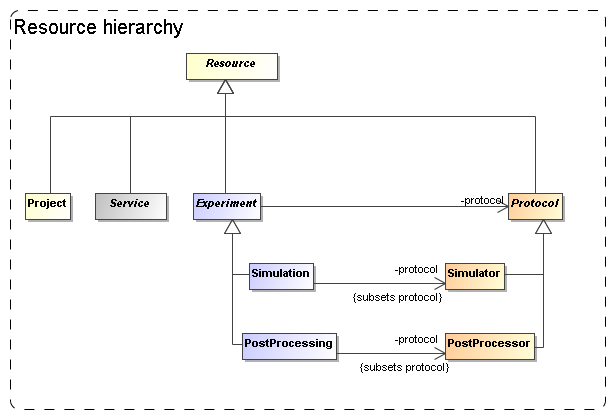 Resource hierarchy
Resource
Project
Service
Experiment
-protocol
Protocol
Simulation
-protocol
{subsets protocol}
Simulator
PostProcessing
-protocol
{subsets protocol}
PostProcessor